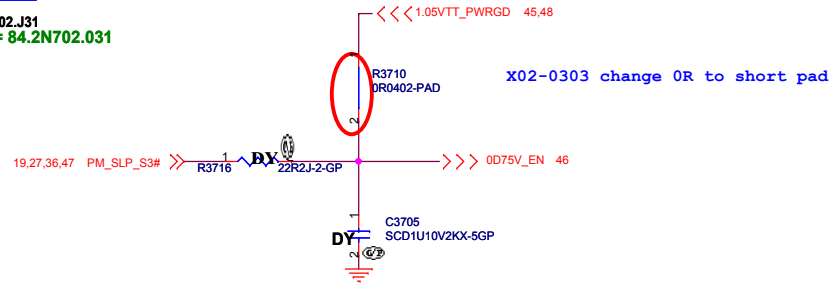 02.J31
= 84.2N702.031
1.05VTT_PWRGD 45,48
1
R3710
0R0402-PAD
X02-0303 change 0R to short pad
2
19,27,36,47 PM_SLP_S3# 1 DY 0D75V_EN 46
R3716 22R2J-2-GP
1
C3705
DY SCD1U10V2KX-5GP
2